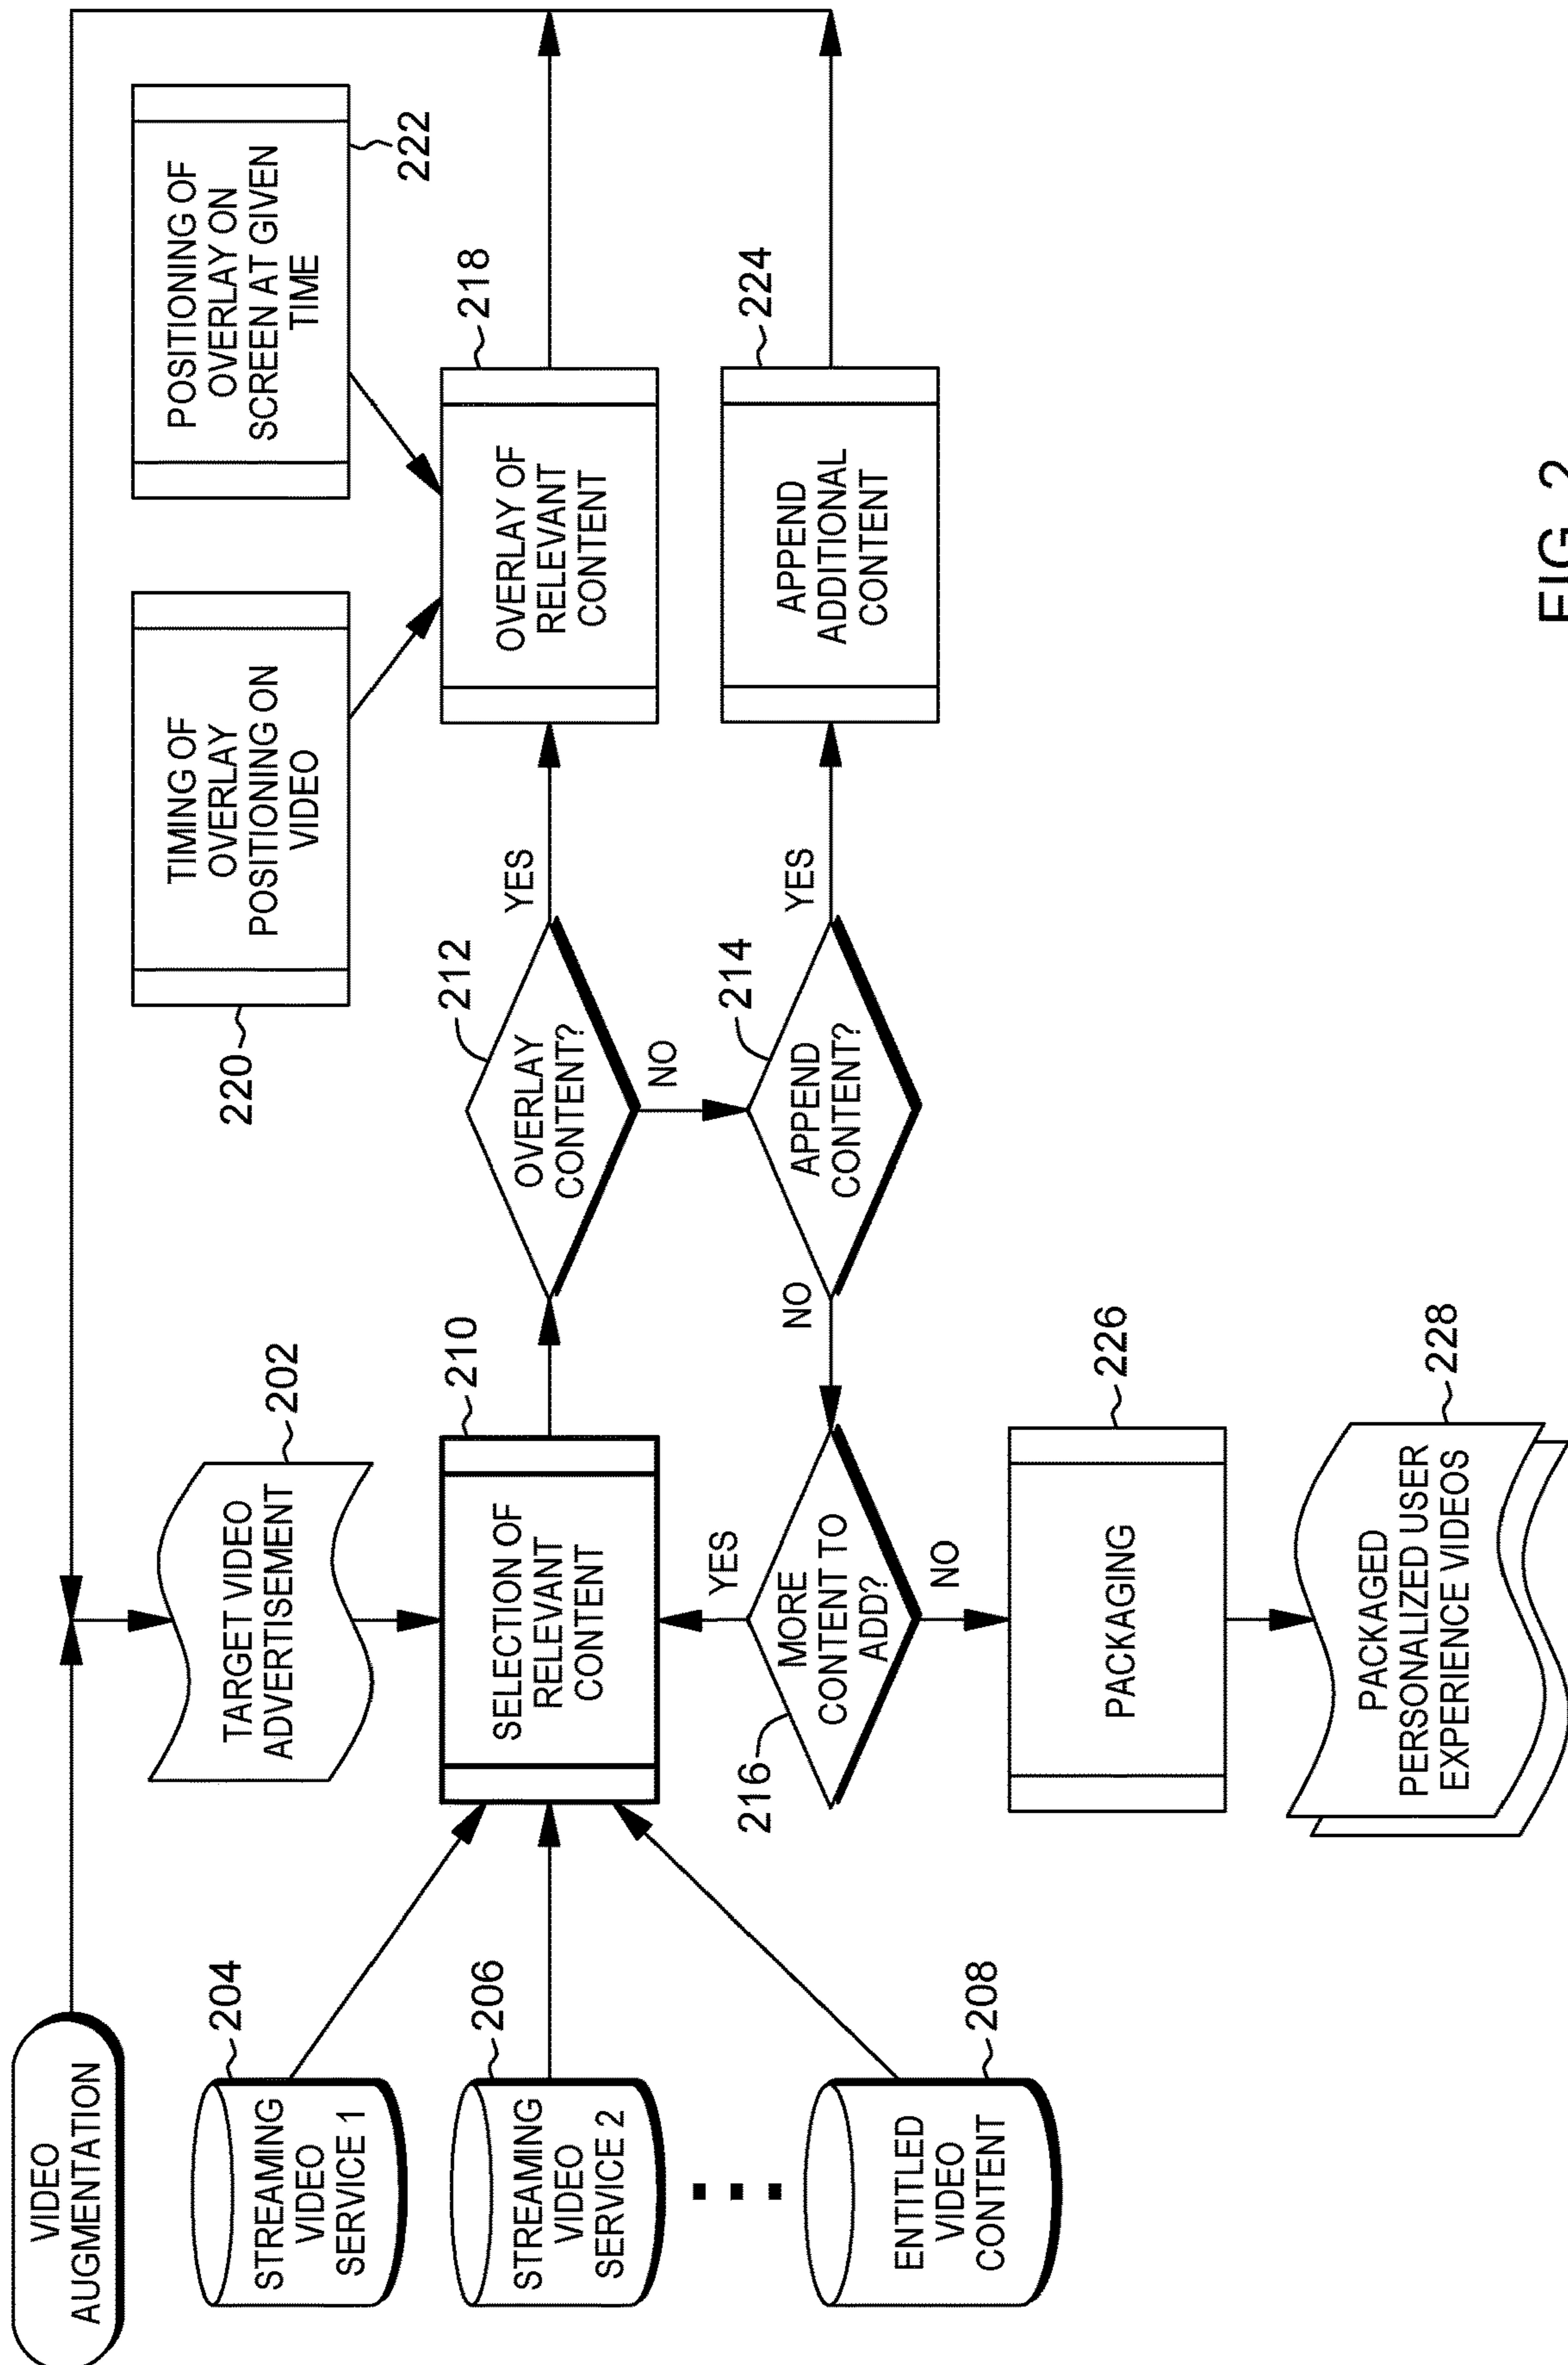 VIDEO
AUGMENTATION
STREAMING
VIDEO
SERVICE 1
204
STREAMING
VIDEO
SERVICE 2
206
ENTITLED
VIDEO
CONTENT
208
TARGET VIDEO
ADVERTISEMENT
202
SELECTION OF
RELEVANT
CONTENT
210
OVERLAY
CONTENT?
212
YES
NO
TIMING OF
OVERLAY
POSITIONING ON
VIDEO
220
POSITIONING OF
OVERLAY ON
SCREEN AT GIVEN
TIME
222
OVERLAY OF
RELEVANT
CONTENT
218
APPEND
CONTENT?
214
YES
NO
APPEND
ADDITIONAL
CONTENT
224
MORE
CONTENT TO
ADD?
216
YES
NO
PACKAGING
226
PACKAGED
PERSONALIZED USER
EXPERIENCE VIDEOS
228
FIG. 2